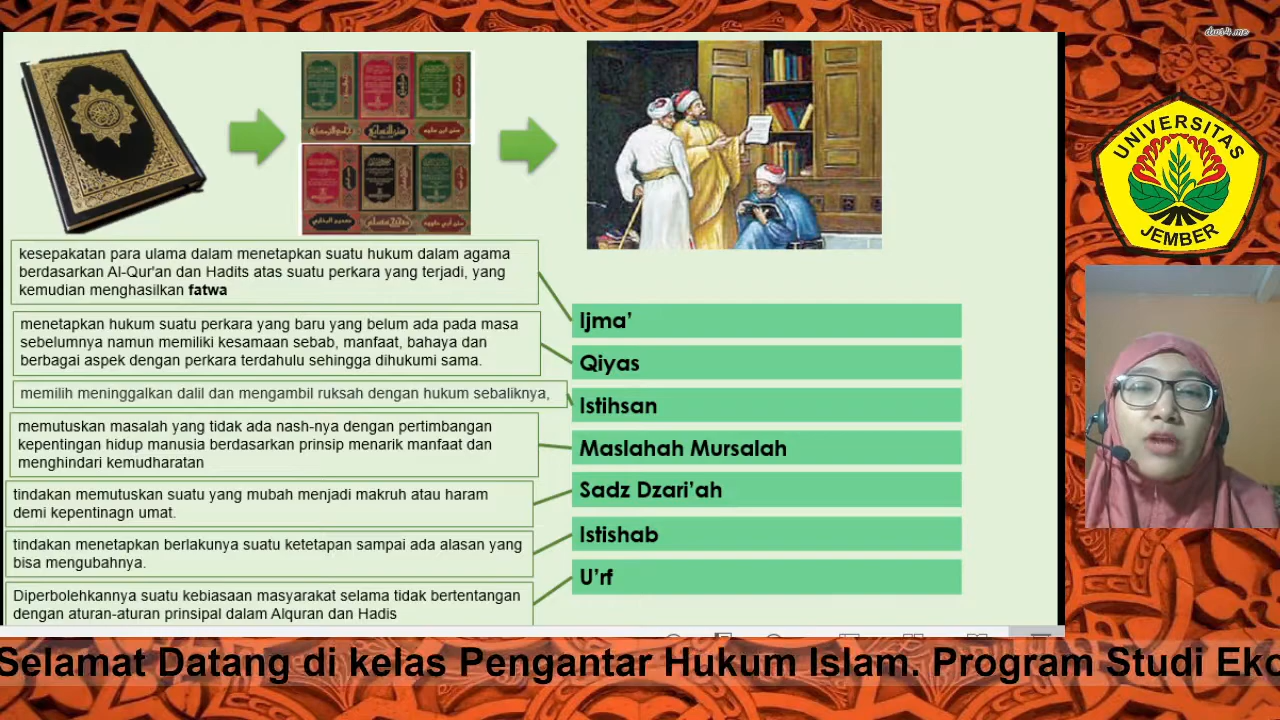 dws4.me
UNIVERSITAS
JEMBER
kesepakatan para ulama dalam menetapkan suatu hukum dalam agama
berdasarkan Al-Qur'an dan Hadits atas suatu perkara yang terjadi, yang
kemudian menghasilkan fatwa
menetapkan hukum suatu perkara yang baru yang belum ada pada masa
sebelumnya namun memiliki kesamaan sebab, manfaat, bahaya dan
berbagai aspek dengan perkara terdahulu sehingga dihukumi sama.
memilih meninggalkan dalil dan mengambil ruksah dengan hukum sebaliknya,
memutuskan masalah yang tidak ada nash-nya dengan pertimbangan
kepentingan hidup manusia berdasarkan prinsip menarik manfaat dan
menghindari kemudharatan
tindakan memutuskan suatu yang mubah menjadi makruh atau haram
demi kepentinagn umat.
tindakan menetapkan berlakunya suatu ketetapan sampai ada alasan yang
bisa mengubahnya.
Diperbolehkannya suatu kebiasaan masyarakat selama tidak bertentangan
dengan aturan-aturan prinsipal dalam Alquran dan Hadis
Ijma’
Qiyas
Istihsan
Maslahah Mursalah
Sadz Dzari’ah
Istishab
U’rf
Selamat Datang di kelas Pengantar Hukum Islam. Program Studi Eko